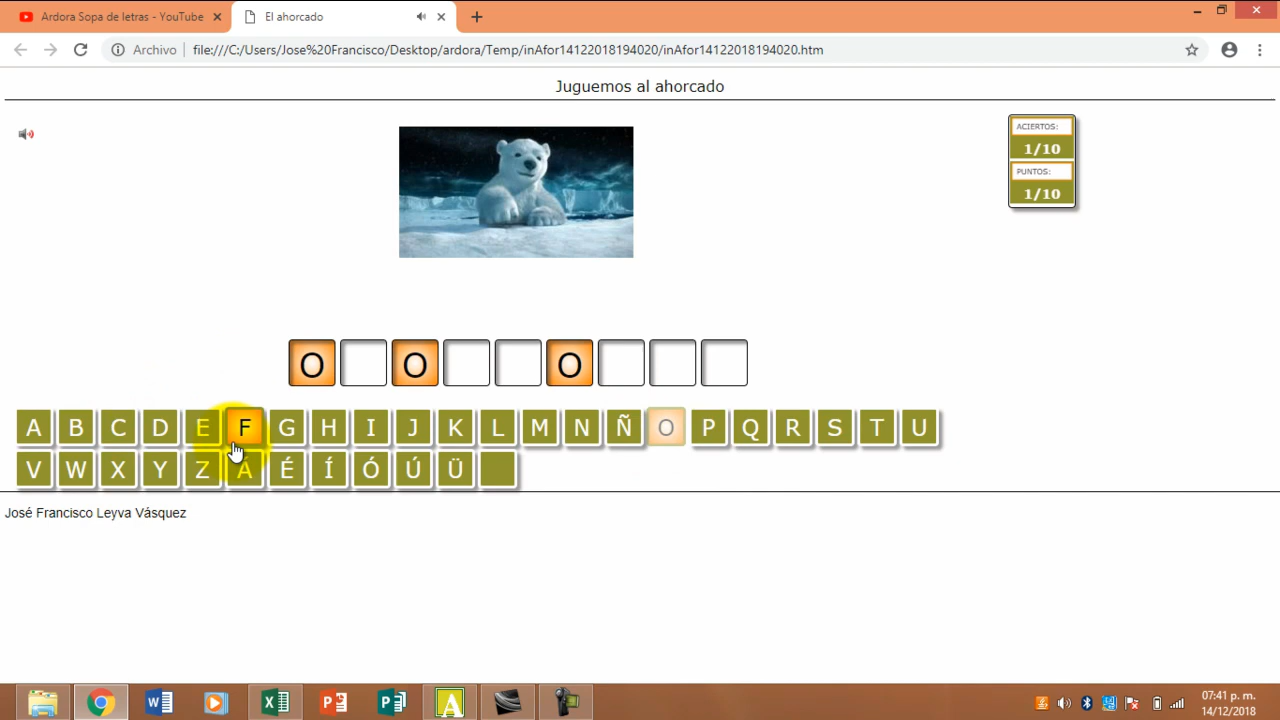 Ardora Sopa de letras - YouTube
El ahorcado
Archivo
file:///C:/Users/Jose%20Francisco/Desktop/ardora/Temp/inAfor14122018194020/inAfor14122018194020.htm
Juguemos al ahorcado
ACIERTOS:
1/10
PUNTOS:
1/10
O O O
A B C D E F G H I J K L M N Ñ O P Q R S T U
V W X Y Z Á É Í Ó Ú Ü
José Francisco Leyva Vásquez
07:41 p. m.
14/12/2018